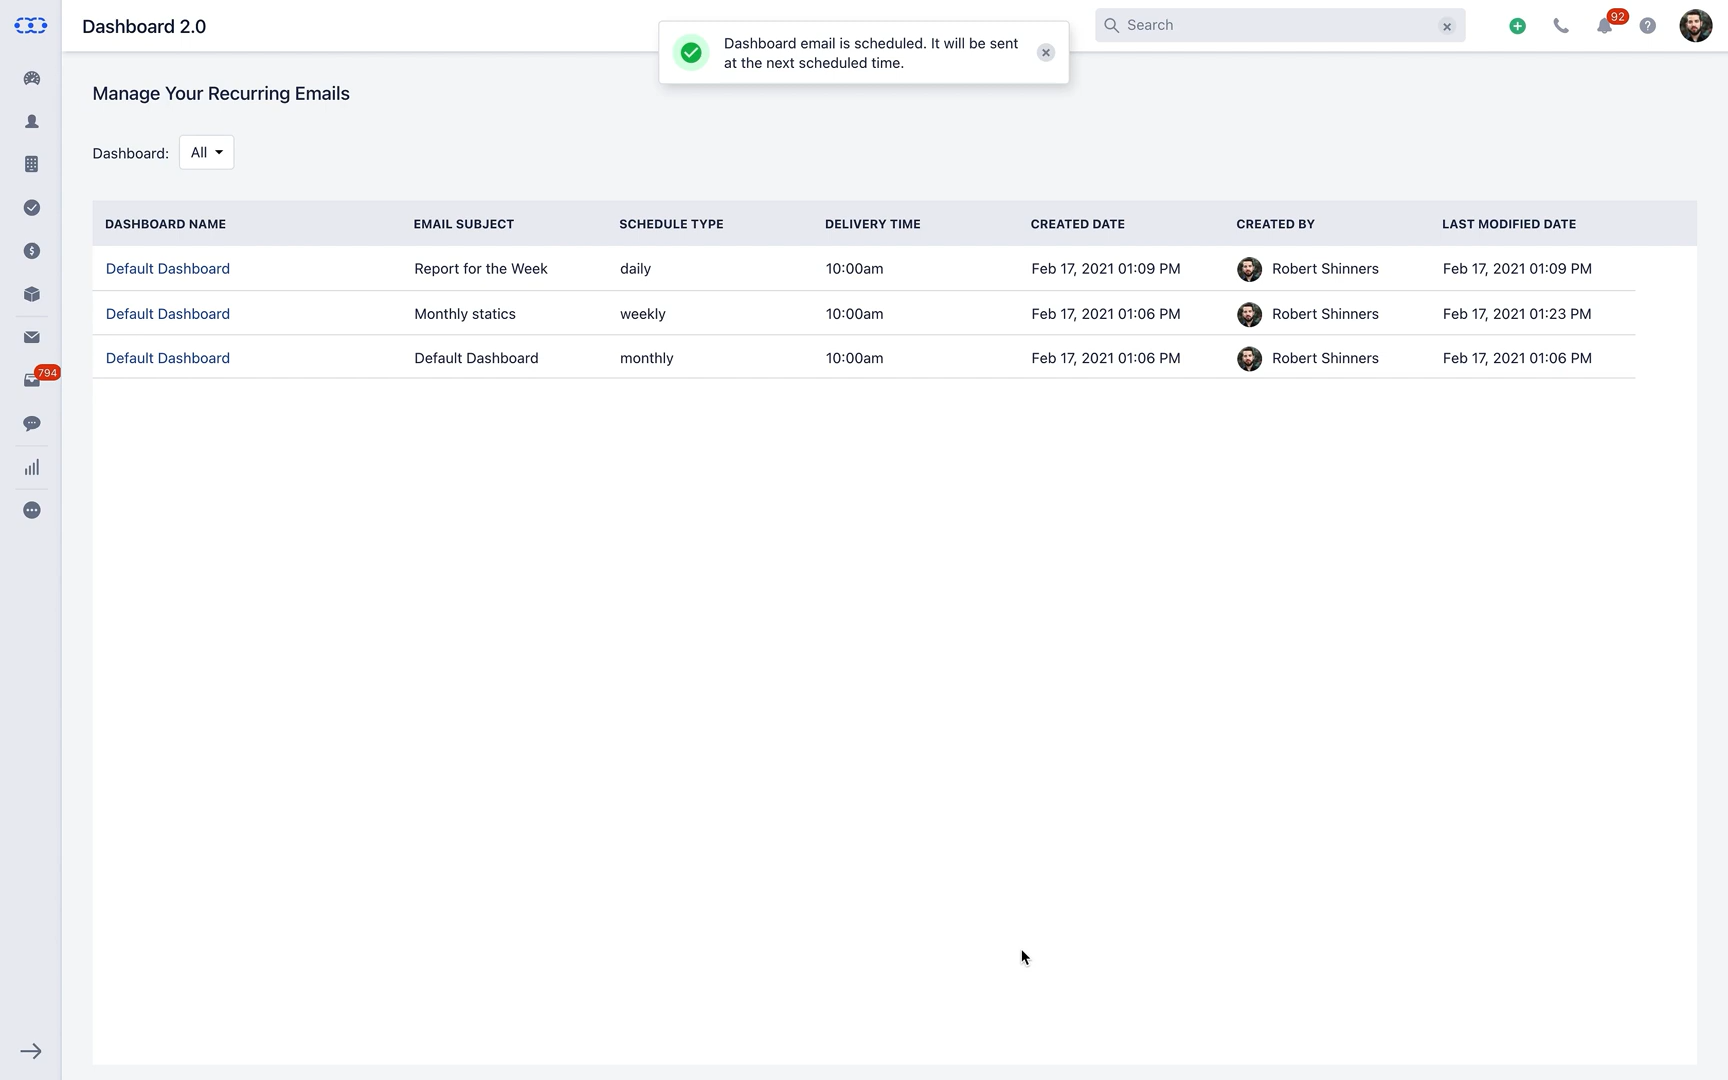 Dashboard 2.0
Dashboard email is scheduled. It will be sent
at the next scheduled time.
Search
92
Manage Your Recurring Emails
Dashboard: All
DASHBOARD NAME EMAIL SUBJECT SCHEDULE TYPE DELIVERY TIME CREATED DATE CREATED BY LAST MODIFIED DATE
Default Dashboard Report for the Week daily 10:00am Feb 17, 2021 01:09 PM Robert Shinners Feb 17, 2021 01:09 PM
Default Dashboard Monthly statics weekly 10:00am Feb 17, 2021 01:06 PM Robert Shinners Feb 17, 2021 01:23 PM
Default Dashboard Default Dashboard monthly 10:00am Feb 17, 2021 01:06 PM Robert Shinners Feb 17, 2021 01:06 PM
794